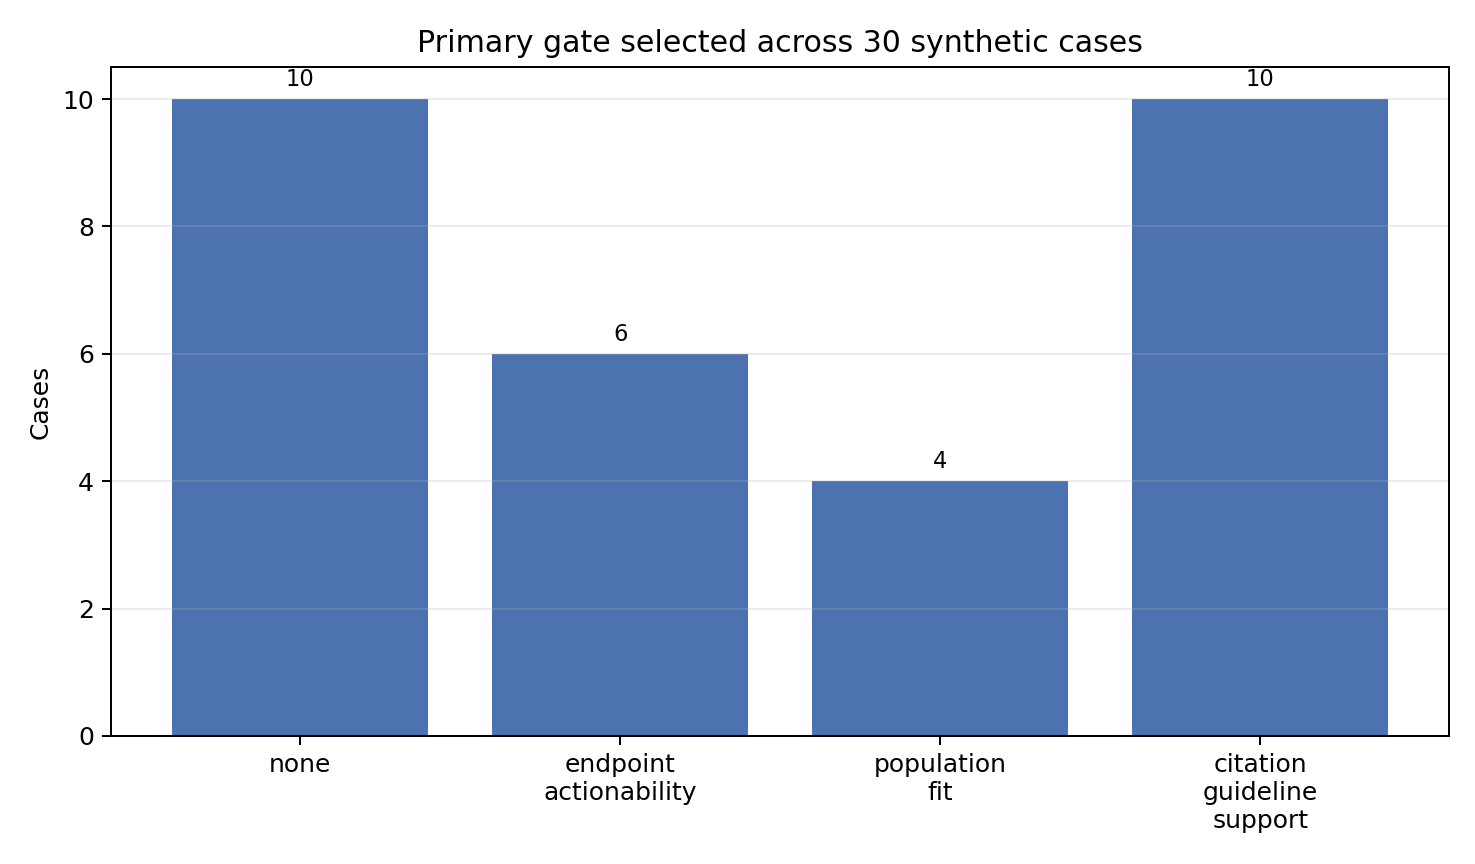 Primary gate selected across 30 synthetic cases
10
6
4
10
10
8
6
4
2
0
Cases
none
endpoint
actionability
population
fit
citation
guideline
support